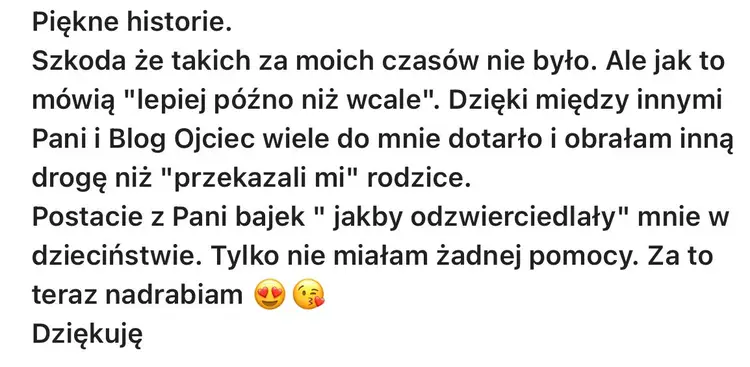 Piękne historie.
Szkoda że takich za moich czasów nie było. Ale jak to
mówią "lepiej późno niż wcale". Dzięki między innymi
Pani i Blog Ojciec wiele do mnie dotarło i obrałam inną
drogę niż "przekazali mi" rodzice.
Postacie z Pani bajek " jakby odzwierciedlały" mnie w
dzieciństwie. Tylko nie miałam żadnej pomocy. Za to
teraz nadrabiam 😍😘
Dziękuję